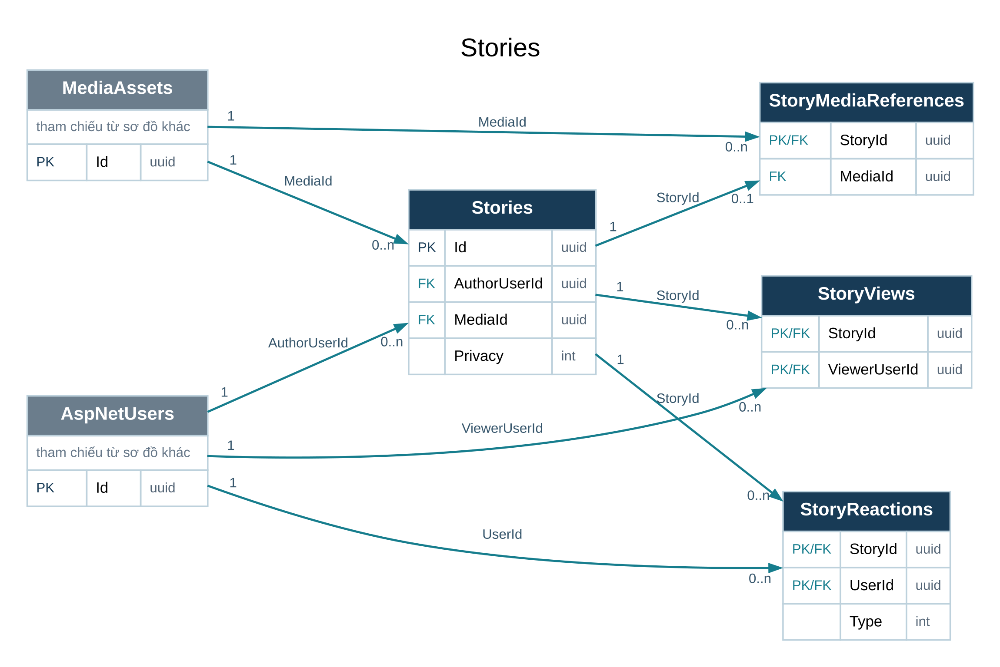 Stories
MediaAssets
tham chiếu từ sơ đồ khác
PK Id uuid
StoryMediaReferences
PK/FK StoryId uuid
FK MediaId uuid
1
MediaId
0..n
1
MediaId
0..n
Stories
PK Id uuid
FK AuthorUserId uuid
FK MediaId uuid
Privacy int
1
StoryId
0..1
1
StoryId
0..n
StoryViews
PK/FK StoryId uuid
PK/FK ViewerUserId uuid
1
AuthorUserId
0..n
AspNetUsers
tham chiếu từ sơ đồ khác
PK Id uuid
1
StoryId
0..n
1
ViewerUserId
0..n
1
UserId
0..n
StoryReactions
PK/FK StoryId uuid
PK/FK UserId uuid
Type int